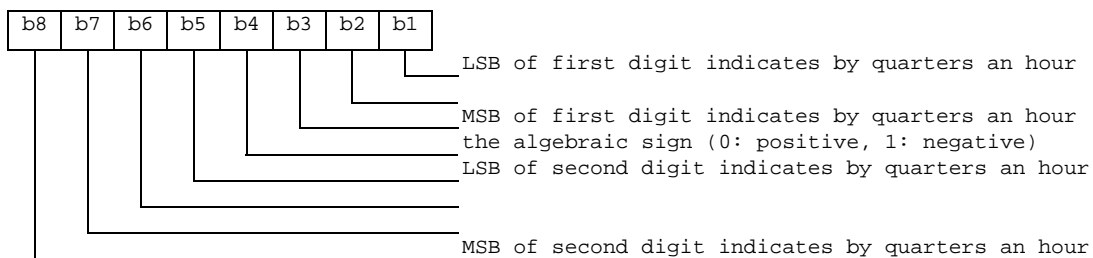 b8 b7 b6 b5 b4 b3 b2 b1
LSB of first digit indicates by quarters an hour
MSB of first digit indicates by quarters an hour
the algebraic sign (0: positive, 1: negative)
LSB of second digit indicates by quarters an hour
MSB of second digit indicates by quarters an hour